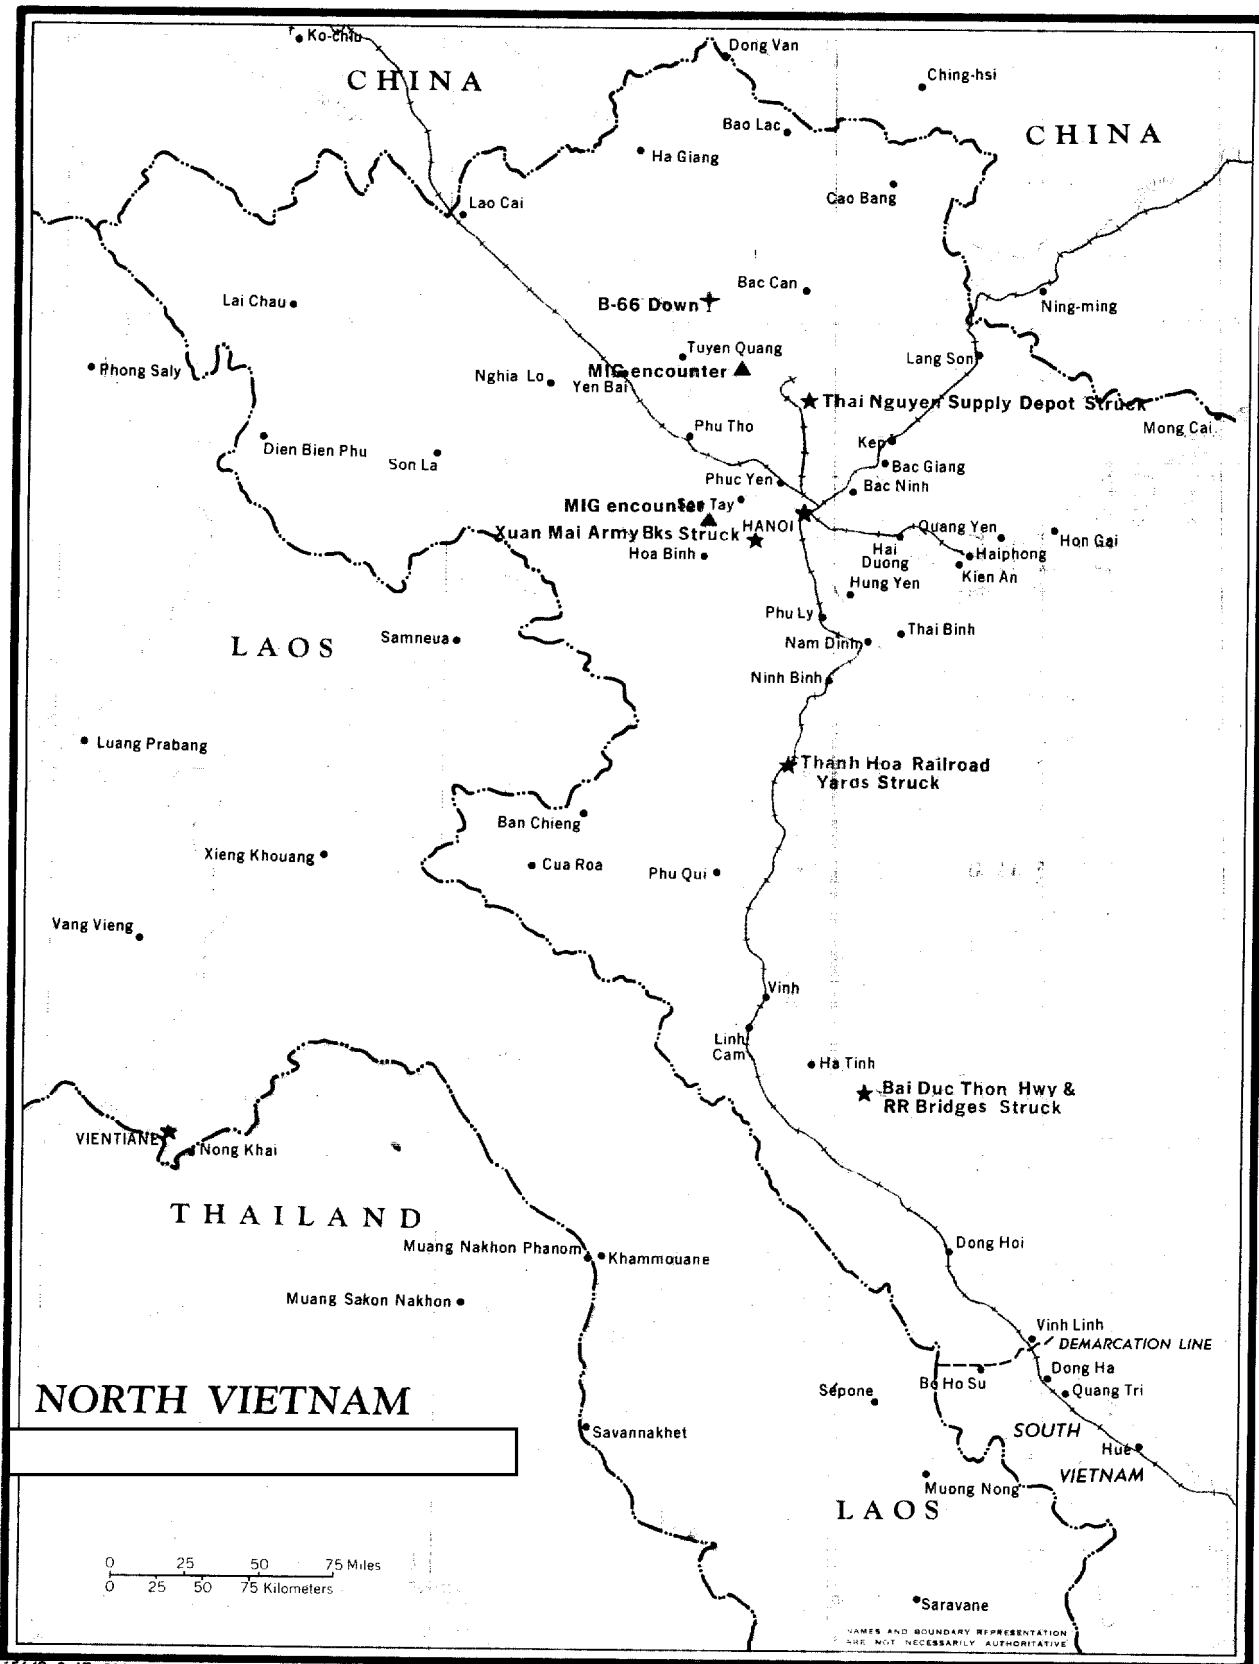 Ko-chiu
CHINA
Dong Van
Ching-hsi
Bao Lac
CHINA
Ha Giang
Cao Bang
Lao Cai
Bac Can
Lai Chau
B-66 Down
Ning-ming
Tuyen Quang
Lang Son
Phong Saly
MIG encounter
Nghia Lo
Yen Bai
Thai Nguyen Supply Depot Struck
Mong Cai
Phu Tho
Kep
Dien Bien Phu
Son La
Bac Giang
Phuc Yen
Bac Ninh
MIG encounter
Son Tay
HANOI
Quang Yen
Xuan Mai Army Bks Struck
Hon Gai
Hoa Binh
Hai
Duong
Haiphong
Kien An
Hung Yen
Phu Ly
Thai Binh
LAOS
Samneua
Nam Dinh
Ninh Binh
Luang Prabang
Thanh Hoa Railroad
Yards Struck
Ban Chieng
Xieng Khouang
Cua Roa
Phu Qui
Vang Vieng
Vinh
Linh
Cam
Ha Tinh
Bai Duc Thon Hwy &
RR Bridges Struck
VIENTIANE
Nong Khai
THAILAND
Muang Nakhon Phanom
Khammouane
Dong Hoi
Muang Sakon Nakhon
Vinh Linh
DEMARCATION LINE
Dong Ha
Bo Ho Su
Quang Tri
Sépone
NORTH VIETNAM
Savannakhet
SOUTH
Hué
VIETNAM
Muong Nong
LAOS
0 25 50 75 Miles
0 25 50 75 Kilometers
Saravane
NAMES AND BOUNDARY REPRESENTATION
ARE NOT NECESSARILY AUTHORITATIVE